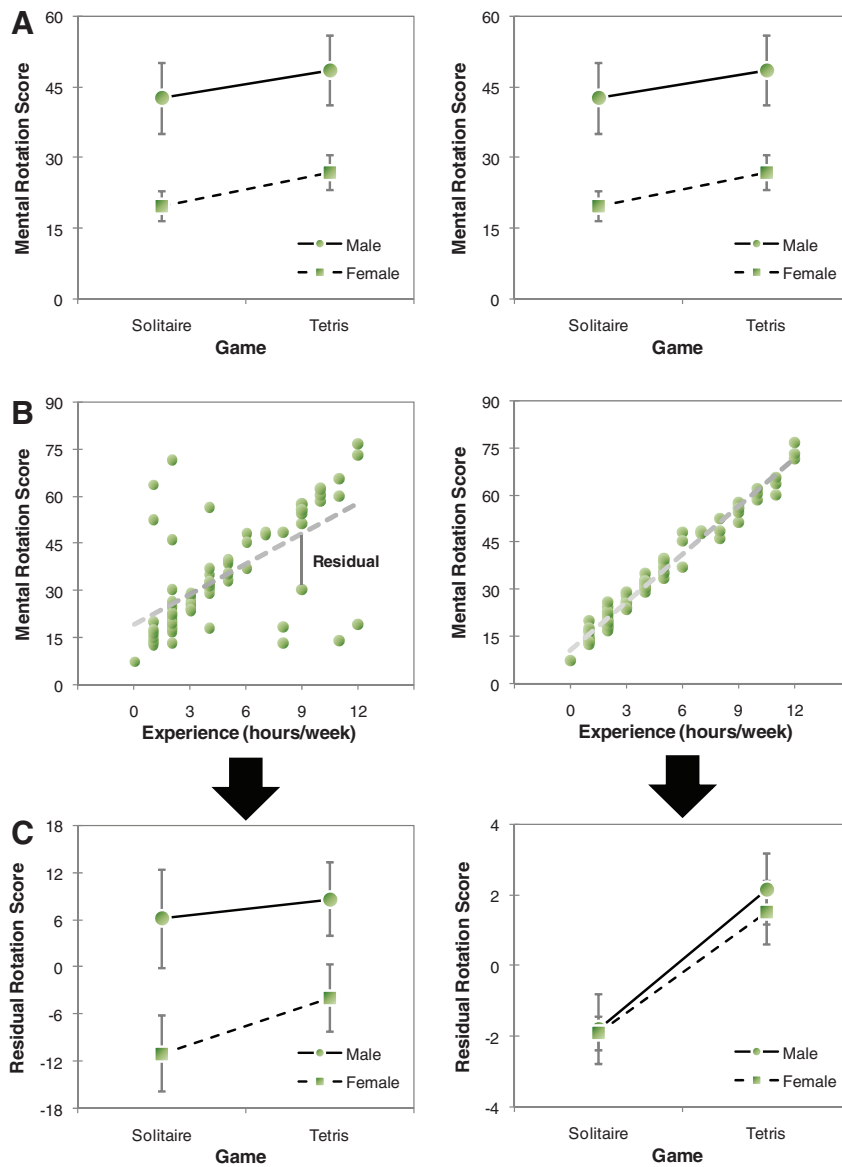 A
Mental Rotation Score
60
45
30
15
0
Male
Female
Solitaire
Tetris
Game
Mental Rotation Score
60
45
30
15
0
Male
Female
Solitaire
Tetris
Game
B
Mental Rotation Score
90
75
60
45
30
15
0
Residual
0 3 6 9 12
Experience (hours/week)
Mental Rotation Score
90
75
60
45
30
15
0
0 3 6 9 12
Experience (hours/week)
C
Residual Rotation Score
18
12
6
0
-6
-12
-18
Male
Female
Solitaire
Tetris
Game
Residual Rotation Score
4
2
0
-2
-4
Male
Female
Solitaire
Tetris
Game